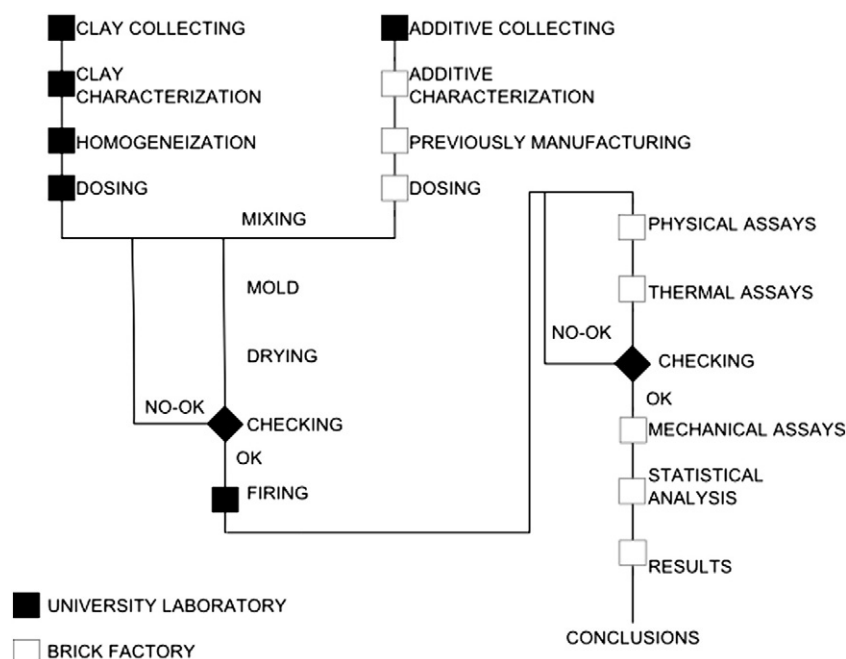 CLAY COLLECTING
CLAY
CHARACTERIZATION
HOMOGENEIZATION
DOSING
ADDITIVE COLLECTING
ADDITIVE
CHARACTERIZATION
PREVIOUSLY MANUFACTURING
DOSING
MIXING
MOLD
DRYING
NO-OK
CHECKING
OK
FIRING
PHYSICAL ASSAYS
THERMAL ASSAYS
NO-OK
CHECKING
OK
MECHANICAL ASSAYS
STATISTICAL
ANALYSIS
RESULTS
CONCLUSIONS
UNIVERSITY LABORATORY
BRICK FACTORY